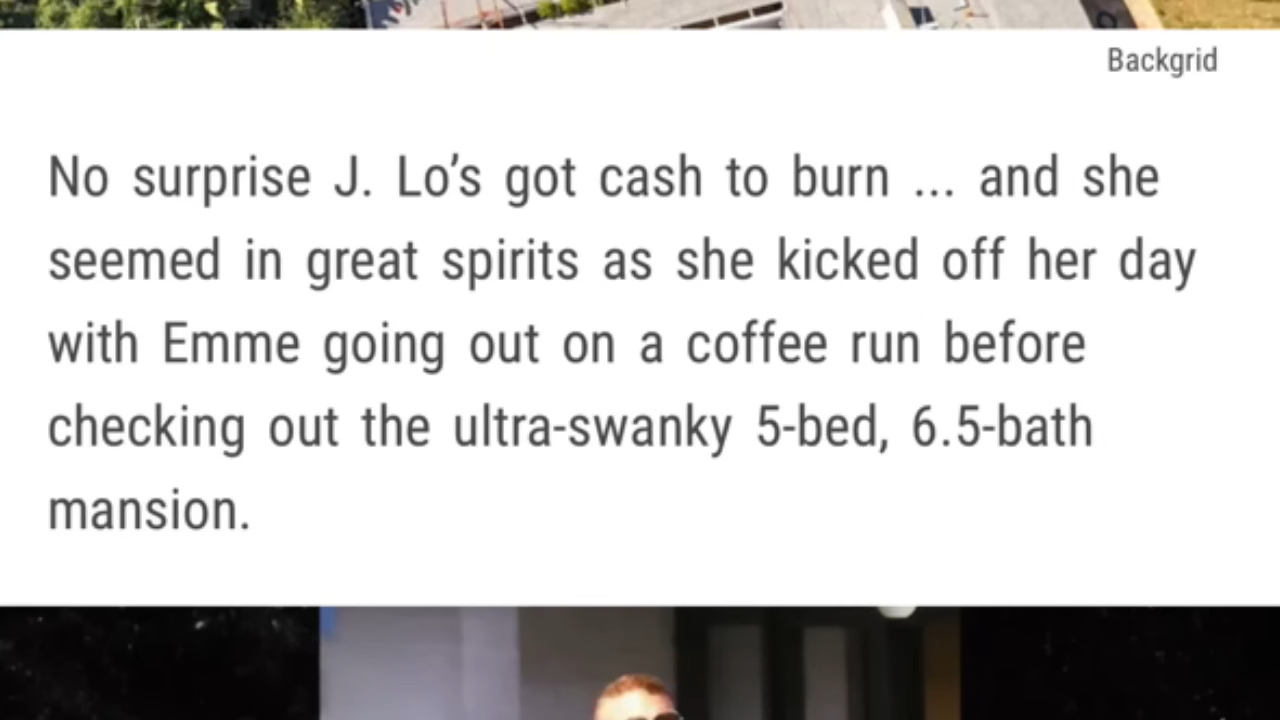 Backgrid
No surprise J. Lo’s got cash to burn ... and she
seemed in great spirits as she kicked off her day
with Emme going out on a coffee run before
checking out the ultra-swanky 5-bed, 6.5-bath
mansion.